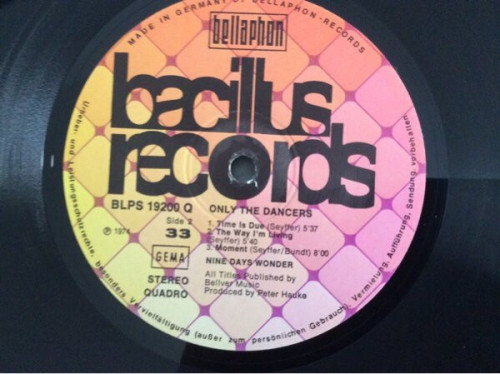 MADE IN GERMANY BY BELLAPHON-RECORDS
bellaphon
bacillus
records
BLPS 19200 Q
ONLY THE DANCERS
Side 2
33
1. Time Is Due (Seyffer) 5'37
2. The Way I'm Living
(Seyffer) 5'40
3. Moment (Seyffer/Bundt) 8'00
℗ 1974
GEMA
NINE DAYS WONDER
STEREO
QUADRO
All Titles Published by
Bellver Music
Produced by Peter Hauke
Urheber- und Leistungsschutzrechte, besonders Vervielfältigung (außer zum persönlichen Gebrauch), Vermietung, Aufführung, Sendung, vorbehalten